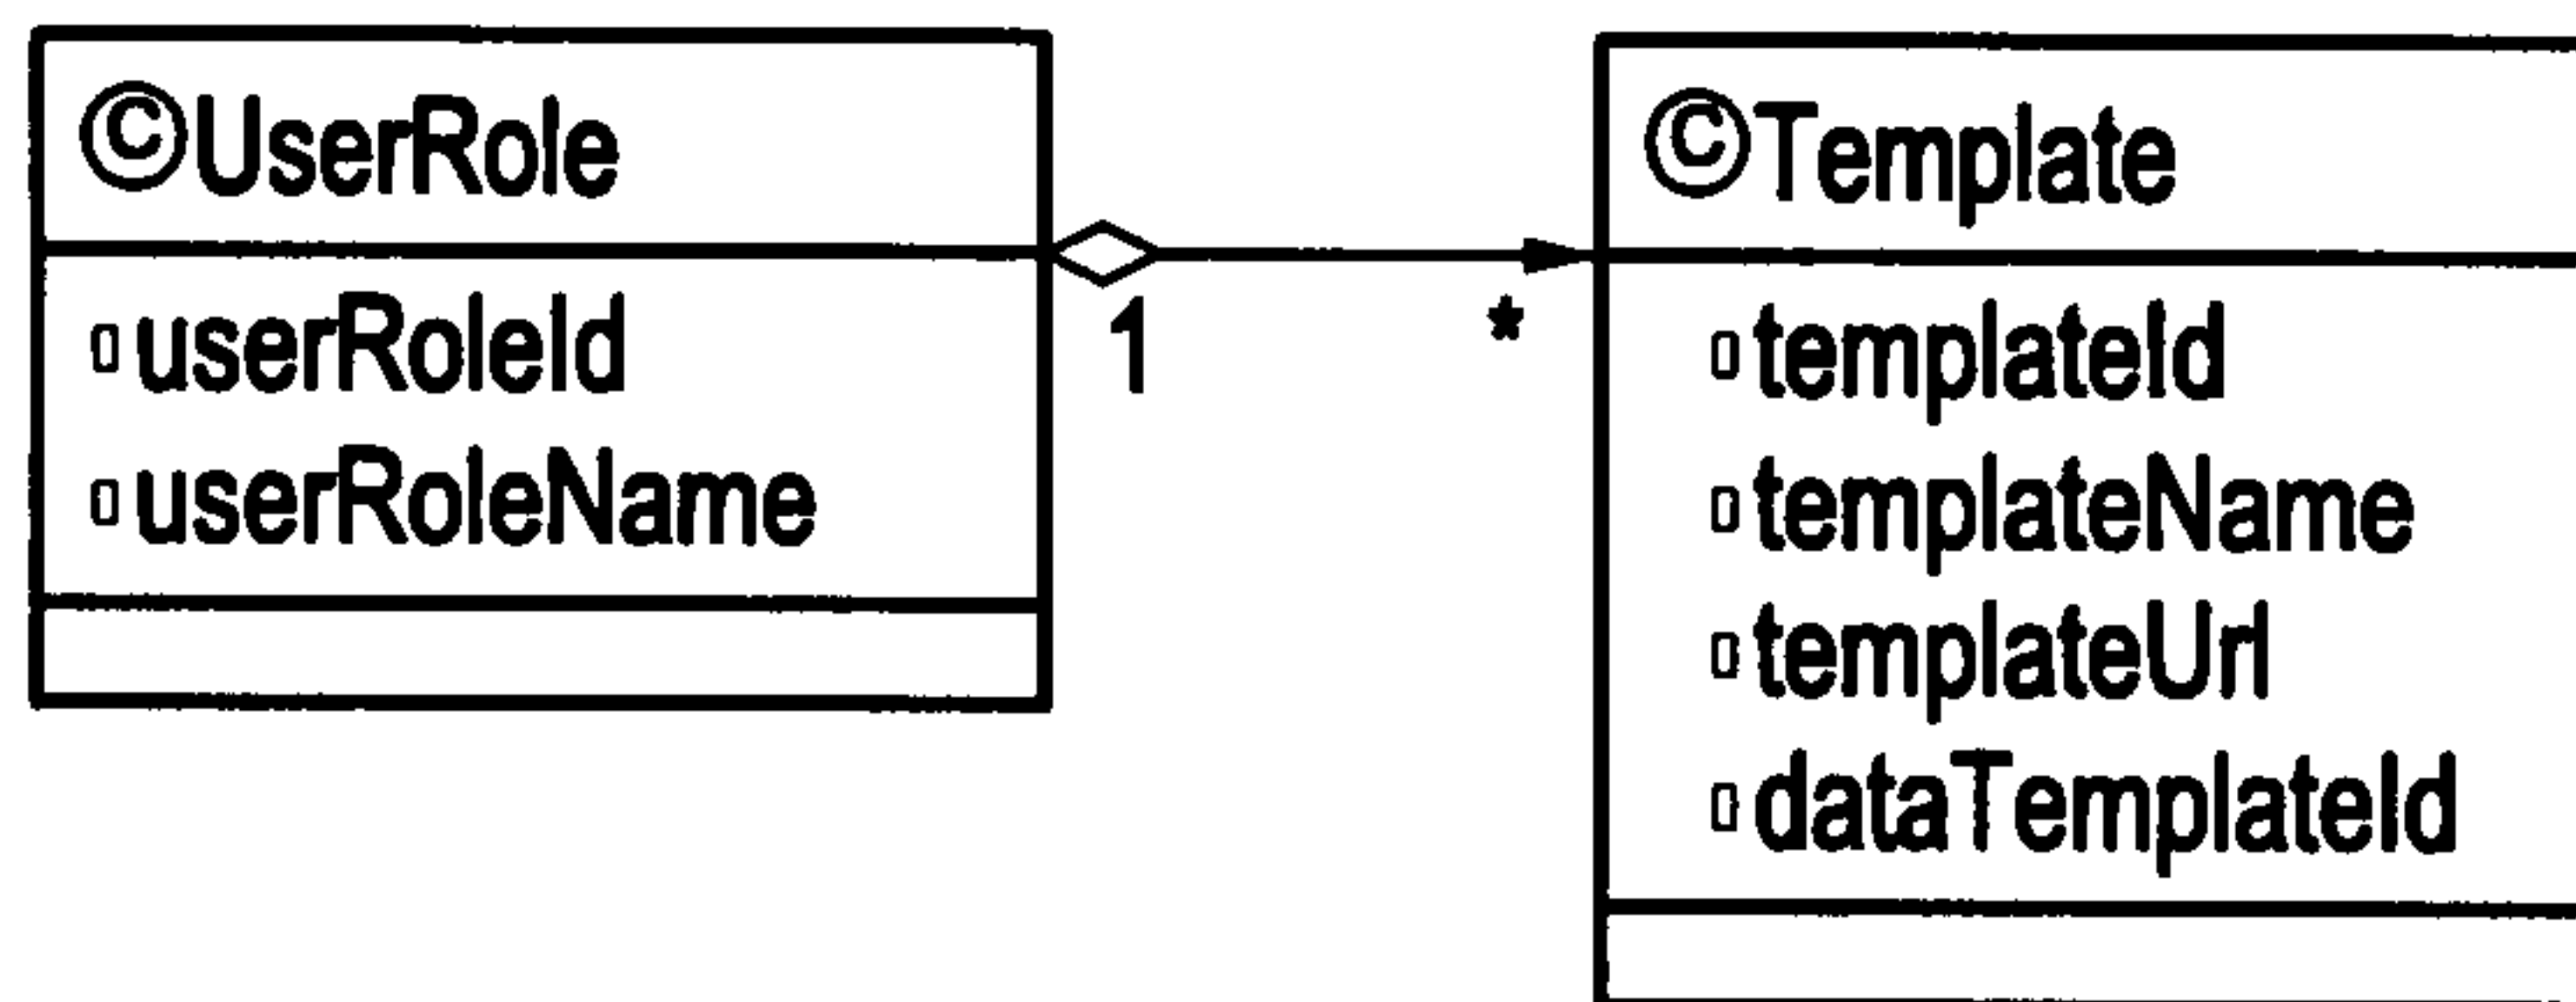 ©UserRole
userRoleId
userRoleName
1
*
©Template
templateId
templateName
templateUrl
dataTemplateId